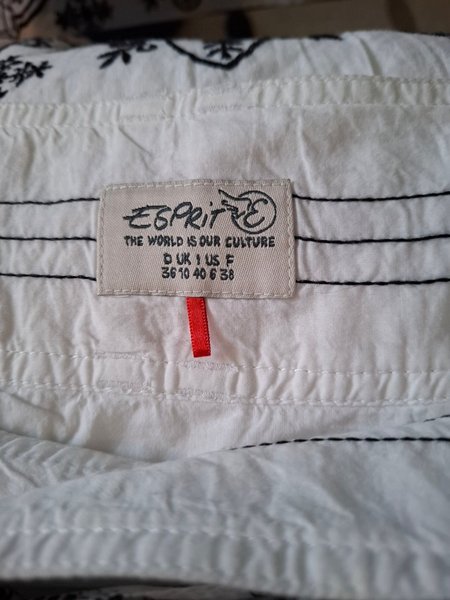 ESPRIT E
THE WORLD IS OUR CULTURE
D UK I US F
36 10 40 6 38